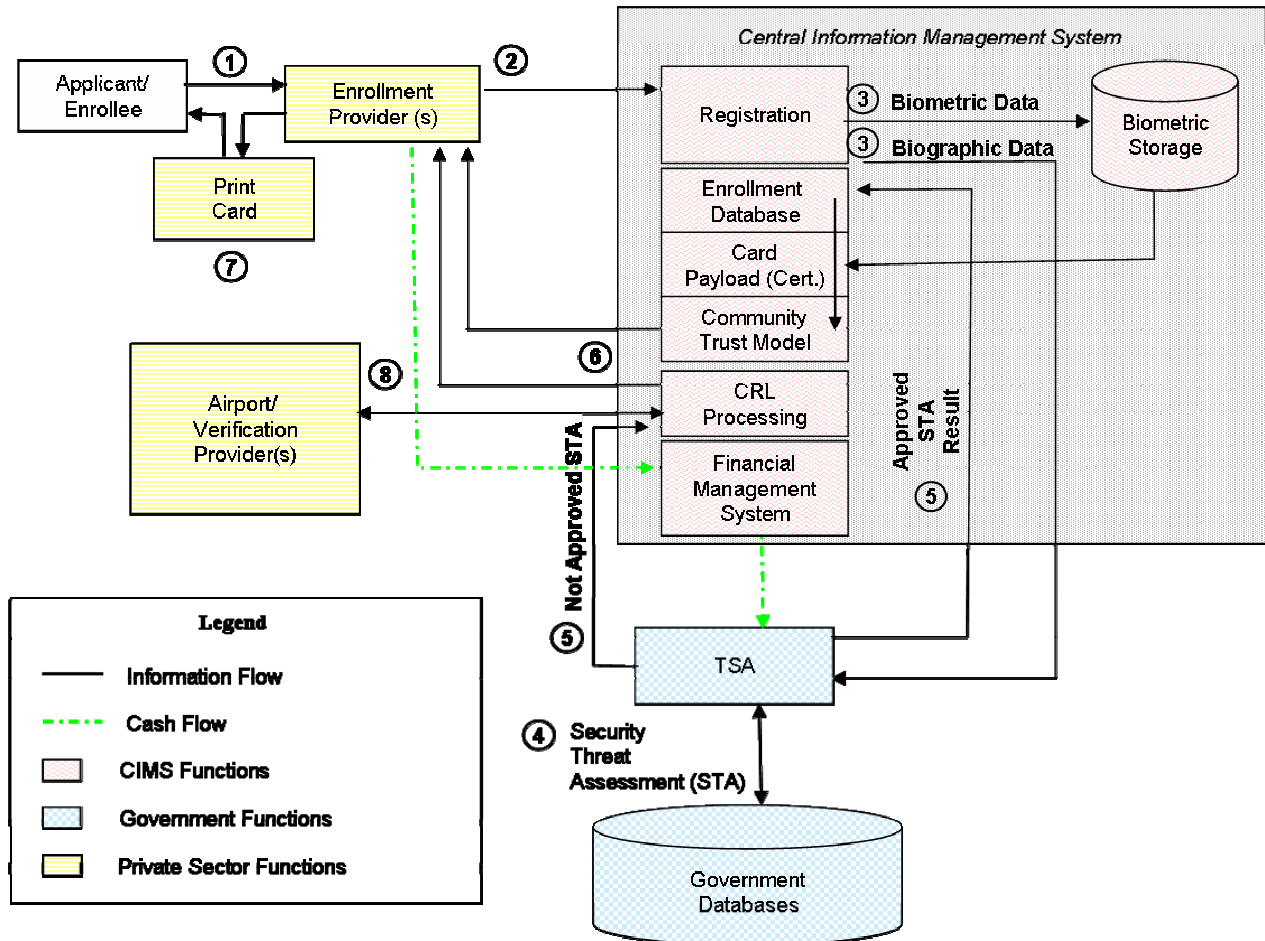 Central Information Management System
1
2
Applicant/
Enrollee
Enrollment
Provider (s)
Registration
3 Biometric Data
3 Biographic Data
Biometric
Storage
Print
Card
7
Enrollment
Database
Card
Payload (Cert.)
Community
Trust Model
6
8
Airport/
Verification
Provider(s)
CRL
Processing
Financial
Management
System
Approved
STA
Result
5
Not Approved STA
5
TSA
4 Security
Threat
Assessment (STA)
Government
Databases
Legend
Information Flow
Cash Flow
CIMS Functions
Government Functions
Private Sector Functions